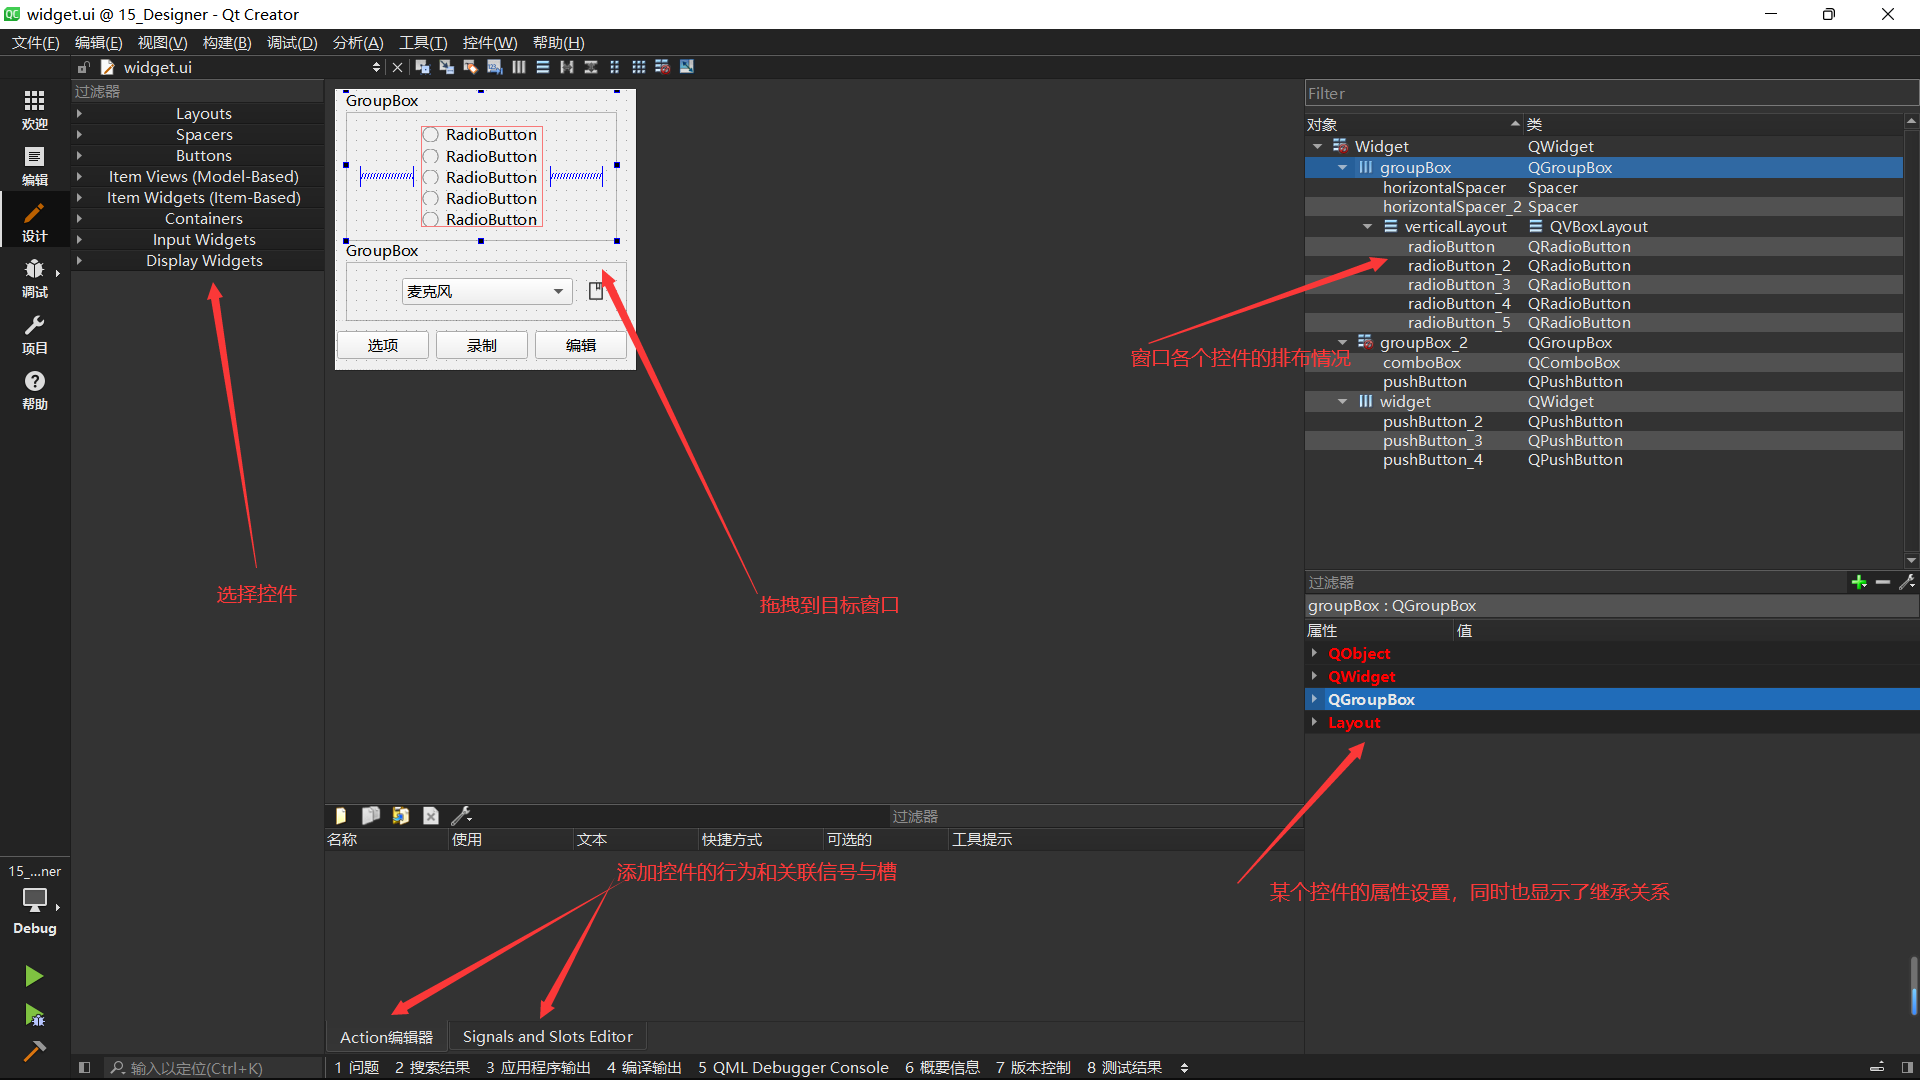 widget.ui @ 15_Designer - Qt Creator
文件(F) 编辑(E) 视图(V) 构建(B) 调试(D) 分析(A) 工具(T) 控件(W) 帮助(H)
widget.ui
欢迎
编辑
设计
调试
项目
帮助
15_...ner
Debug
过滤器
Layouts
Spacers
Buttons
Item Views (Model-Based)
Item Widgets (Item-Based)
Containers
Input Widgets
Display Widgets
选择控件
GroupBox
RadioButton
RadioButton
RadioButton
RadioButton
RadioButton
GroupBox
麦克风
选项 录制 编辑
拖拽到目标窗口
窗口各个控件的排布情况
Filter
对象 类
Widget QWidget
groupBox QGroupBox
horizontalSpacer Spacer
horizontalSpacer_2 Spacer
verticalLayout QVBoxLayout
radioButton QRadioButton
radioButton_2 QRadioButton
radioButton_3 QRadioButton
radioButton_4 QRadioButton
radioButton_5 QRadioButton
groupBox_2 QGroupBox
comboBox QComboBox
pushButton QPushButton
widget QWidget
pushButton_2 QPushButton
pushButton_3 QPushButton
pushButton_4 QPushButton
过滤器
groupBox : QGroupBox
属性 值
QObject
QWidget
QGroupBox
Layout
某个控件的属性设置，同时也显示了继承关系
过滤器
名称 使用 文本 快捷方式 可选的 工具提示
添加控件的行为和关联信号与槽
Action编辑器 Signals and Slots Editor
输入以定位(Ctrl+K) 1 问题 2 搜索结果 3 应用程序输出 4 编译输出 5 QML Debugger Console 6 概要信息 7 版本控制 8 测试结果